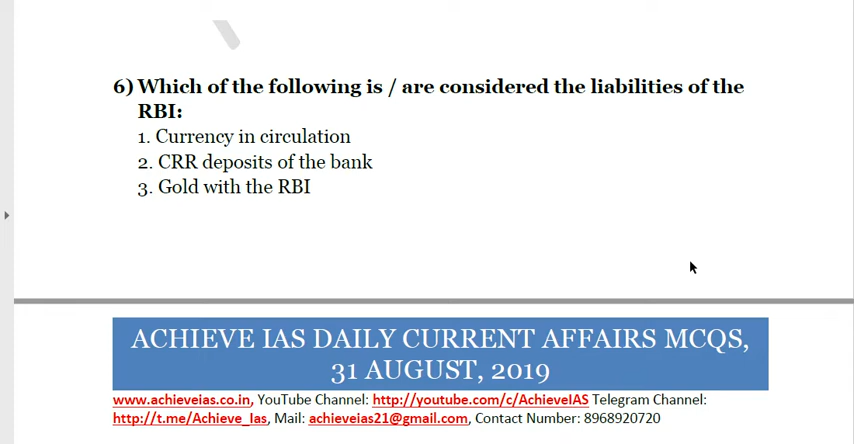 6) Which of the following is / are considered the liabilities of the
RBI:
1. Currency in circulation
2. CRR deposits of the bank
3. Gold with the RBI
ACHIEVE IAS DAILY CURRENT AFFAIRS MCQS,
31 AUGUST, 2019
www.achieveias.co.in, YouTube Channel: http://youtube.com/c/AchieveIAS Telegram Channel:
http://t.me/Achieve_Ias, Mail: achieveias21@gmail.com, Contact Number: 8968920720